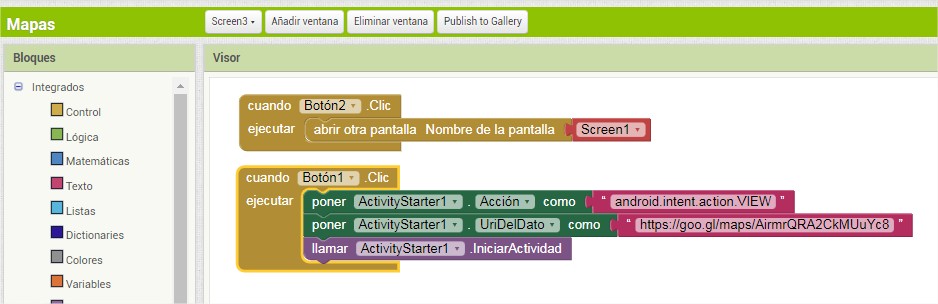 Mapas
Screen3 Añadir ventana Eliminar ventana Publish to Gallery
Bloques
Visor
Integrados
Control
Lógica
Matemáticas
Texto
Listas
Dictionaries
Colores
Variables
cuando Botón2 .Clic
ejecutar abrir otra pantalla Nombre de la pantalla Screen1
cuando Botón1 .Clic
ejecutar poner ActivityStarter1 . Acción como " android.intent.action.VIEW "
poner ActivityStarter1 . UriDelDato como " https://goo.gl/maps/AirmrQRA2CkMUuYc8 "
llamar ActivityStarter1 .IniciarActividad